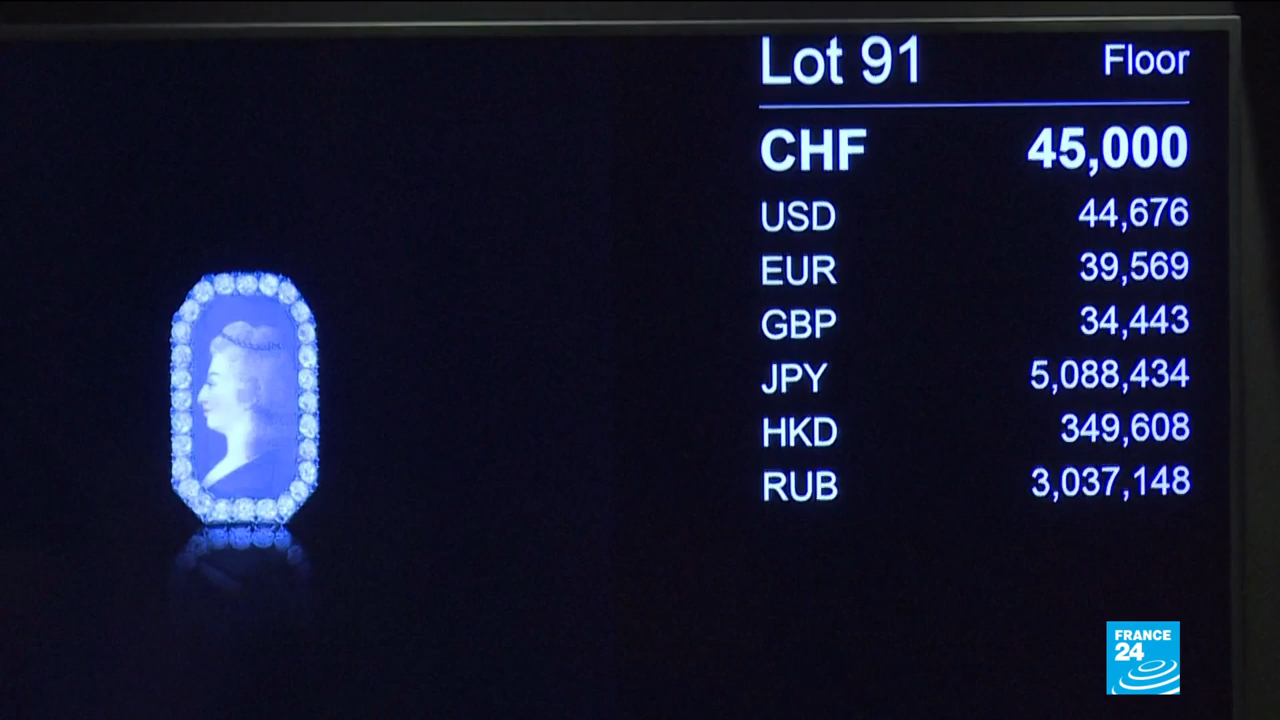 Lot 91 Floor
CHF 45,000
USD 44,676
EUR 39,569
GBP 34,443
JPY 5,088,434
HKD 349,608
RUB 3,037,148
FRANCE
24